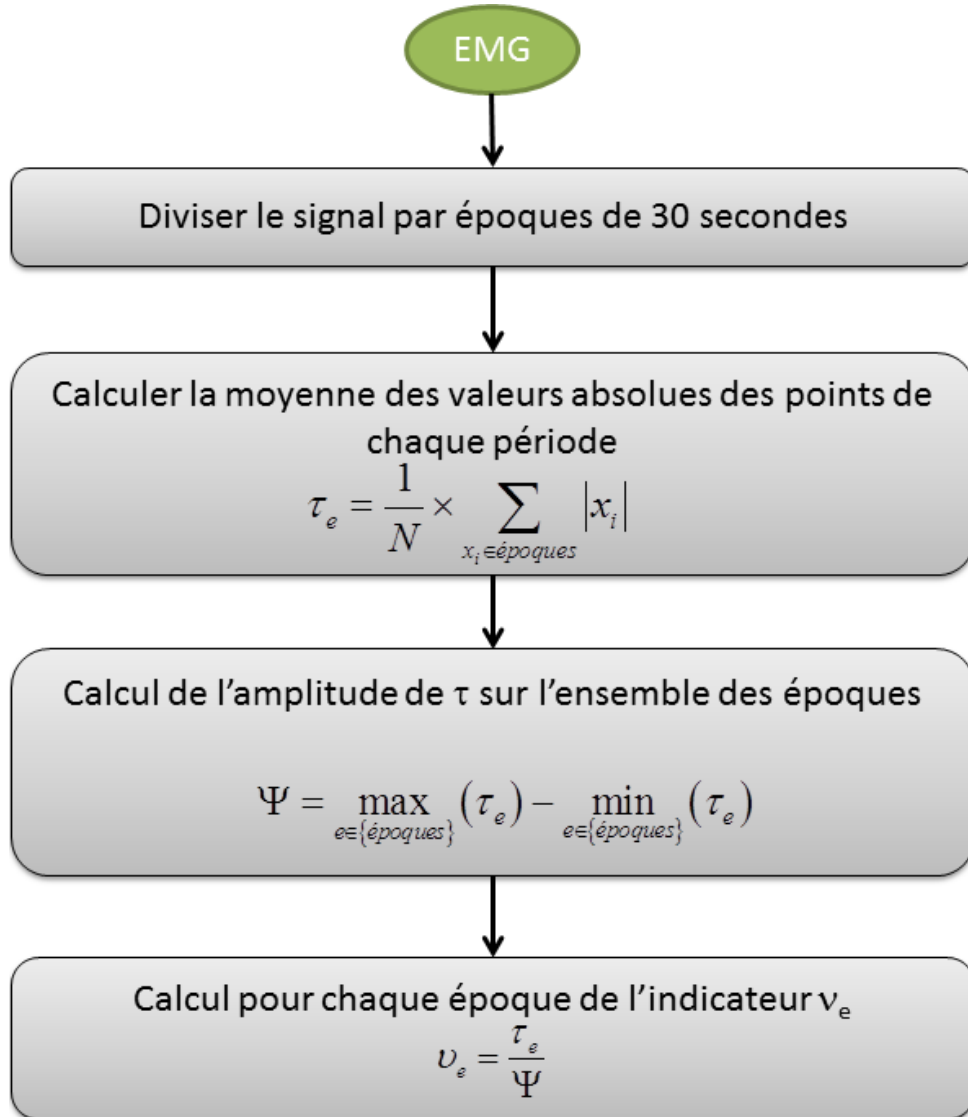 EMG
Diviser le signal par époques de 30 secondes
Calculer la moyenne des valeurs absolues des points de
chaque période
τ_e = 1/N × ∑_{x_i∈époques} |x_i|
Calcul de l'amplitude de τ sur l'ensemble des époques
Ψ = max_{e∈{époques}} (τ_e) − min_{e∈{époques}} (τ_e)
Calcul pour chaque époque de l'indicateur ν_e
υ_e = τ_e/Ψ